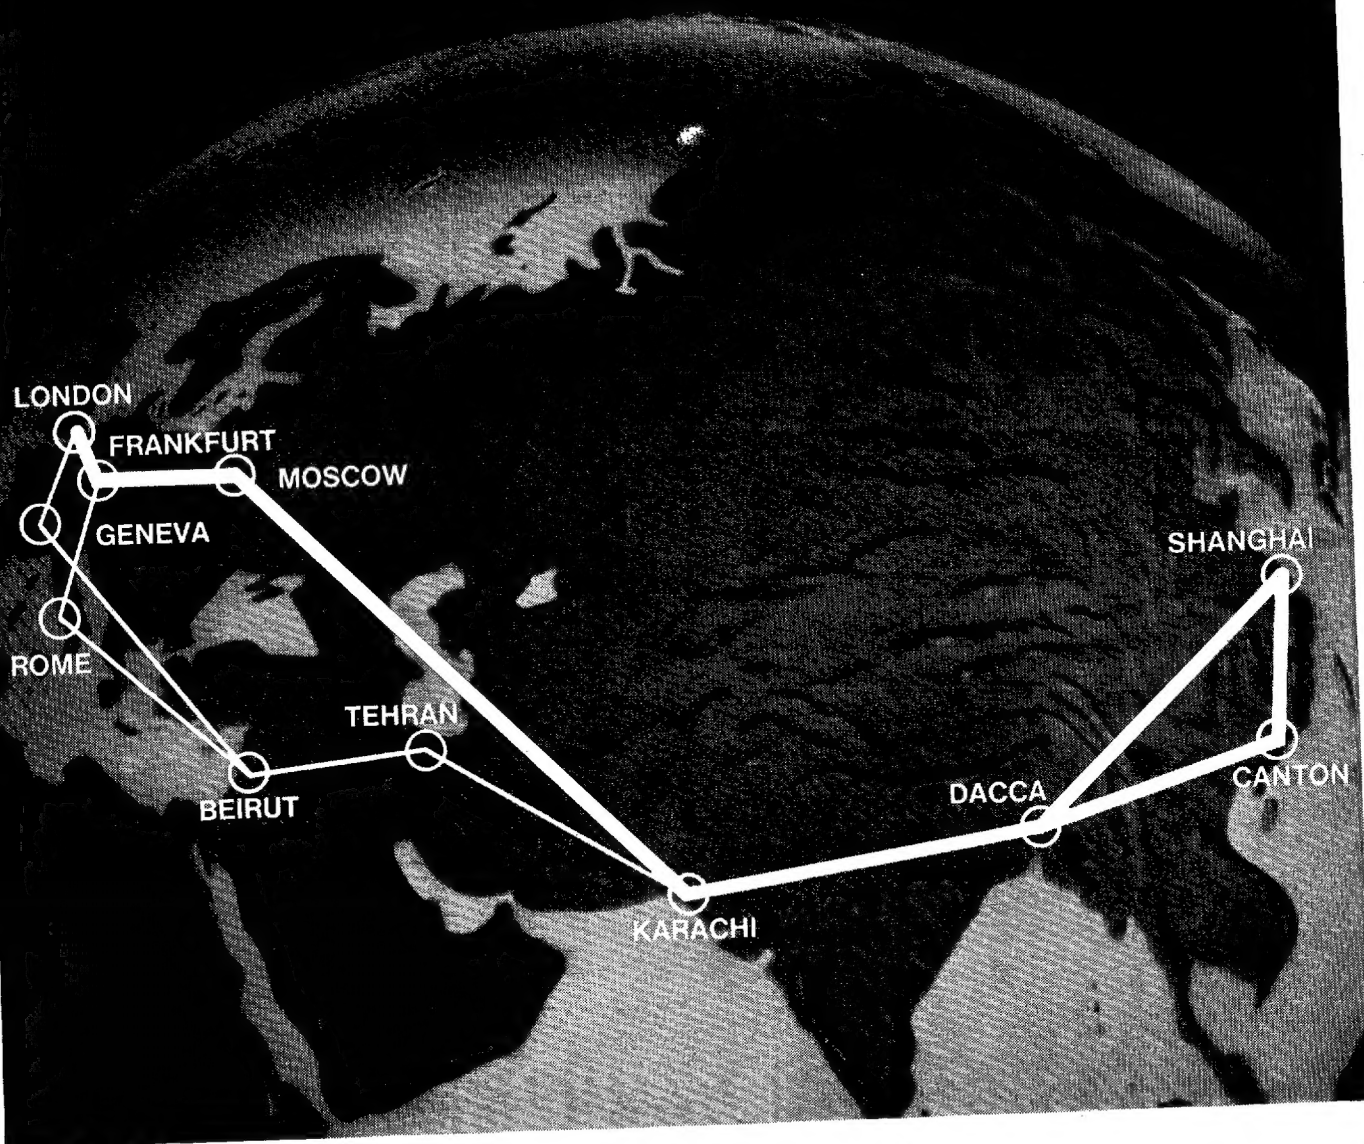 LONDON
FRANKFURT
MOSCOW
GENEVA
SHANGHAI
ROME
TEHRAN
CANTON
DACCA
BEIRUT
KARACHI